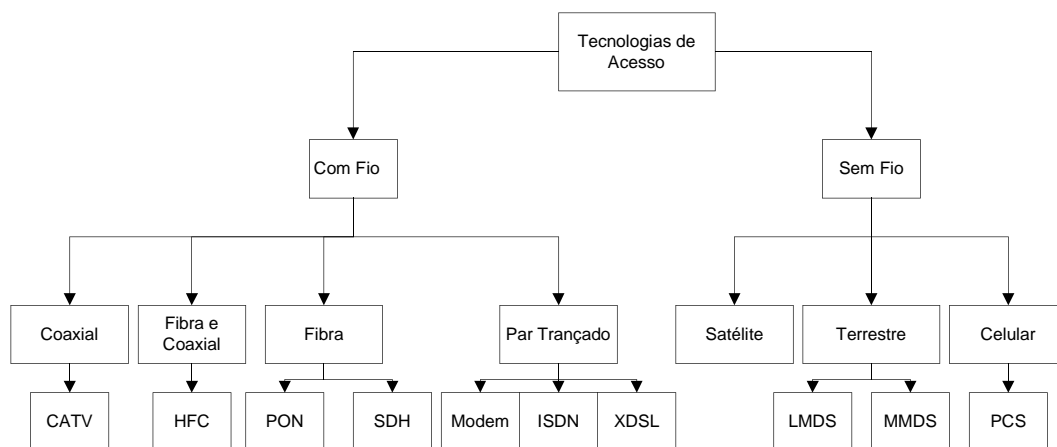 Tecnologias de
Acesso
Com Fio
Sem Fio
Coaxial
Fibra e
Coaxial
Fibra
Par Trançado
Satélite
Terrestre
Celular
CATV
HFC
PON
SDH
Modem
ISDN
XDSL
LMDS
MMDS
PCS